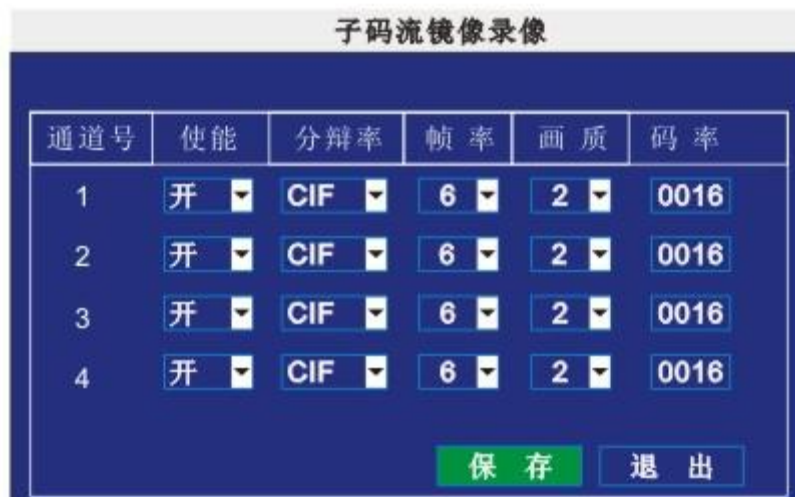 子码流镜像录像
通道号 使能 分辩率 帧 率 画 质 码 率
1 开 CIF 6 2 0016
2 开 CIF 6 2 0016
3 开 CIF 6 2 0016
4 开 CIF 6 2 0016
保 存 退 出